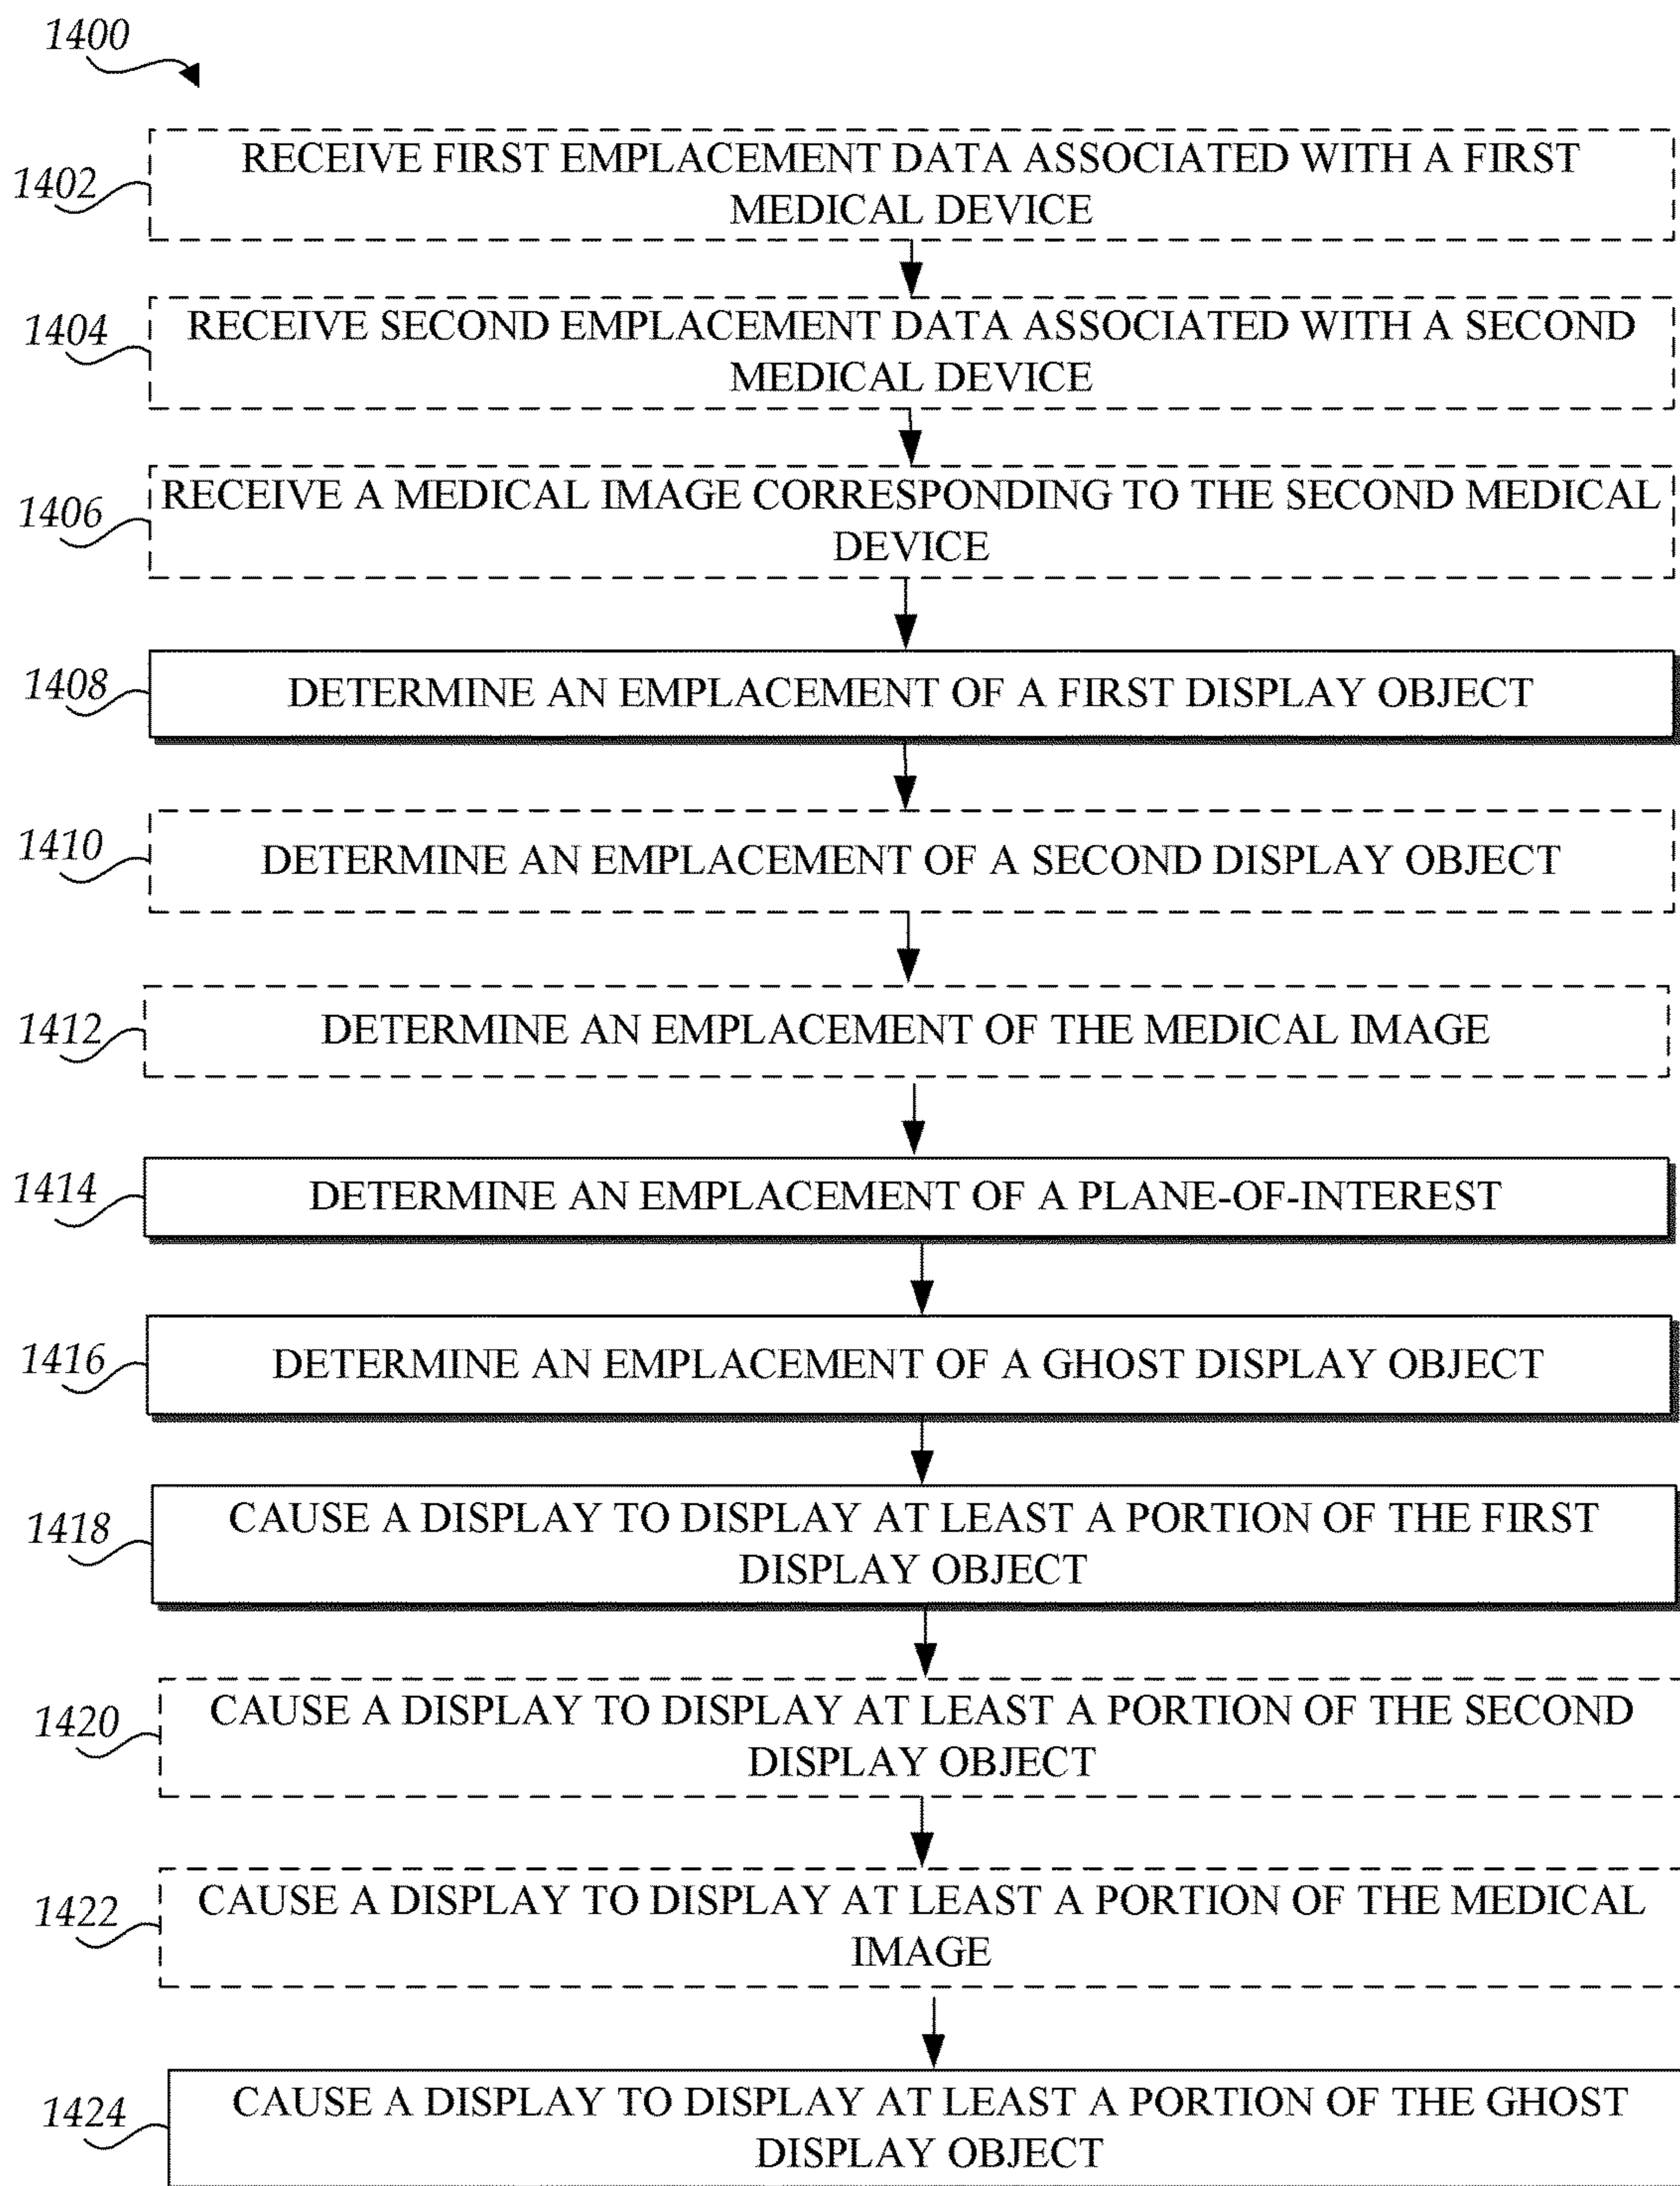 1400
1402
RECEIVE FIRST EMPLACEMENT DATA ASSOCIATED WITH A FIRST
MEDICAL DEVICE
1404
RECEIVE SECOND EMPLACEMENT DATA ASSOCIATED WITH A SECOND
MEDICAL DEVICE
1406
RECEIVE A MEDICAL IMAGE CORRESPONDING TO THE SECOND MEDICAL
DEVICE
1408
DETERMINE AN EMPLACEMENT OF A FIRST DISPLAY OBJECT
1410
DETERMINE AN EMPLACEMENT OF A SECOND DISPLAY OBJECT
1412
DETERMINE AN EMPLACEMENT OF THE MEDICAL IMAGE
1414
DETERMINE AN EMPLACEMENT OF A PLANE-OF-INTEREST
1416
DETERMINE AN EMPLACEMENT OF A GHOST DISPLAY OBJECT
1418
CAUSE A DISPLAY TO DISPLAY AT LEAST A PORTION OF THE FIRST
DISPLAY OBJECT
1420
CAUSE A DISPLAY TO DISPLAY AT LEAST A PORTION OF THE SECOND
DISPLAY OBJECT
1422
CAUSE A DISPLAY TO DISPLAY AT LEAST A PORTION OF THE MEDICAL
IMAGE
1424
CAUSE A DISPLAY TO DISPLAY AT LEAST A PORTION OF THE GHOST
DISPLAY OBJECT